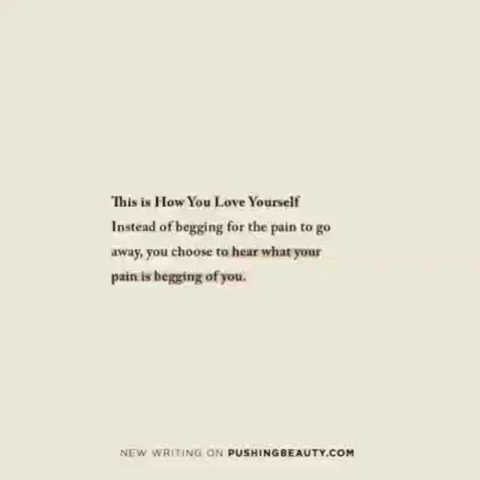 This is How You Love Yourself
Instead of begging for the pain to go
away, you choose to hear what your
pain is begging of you.
NEW WRITING ON PUSHINGBEAUTY.COM